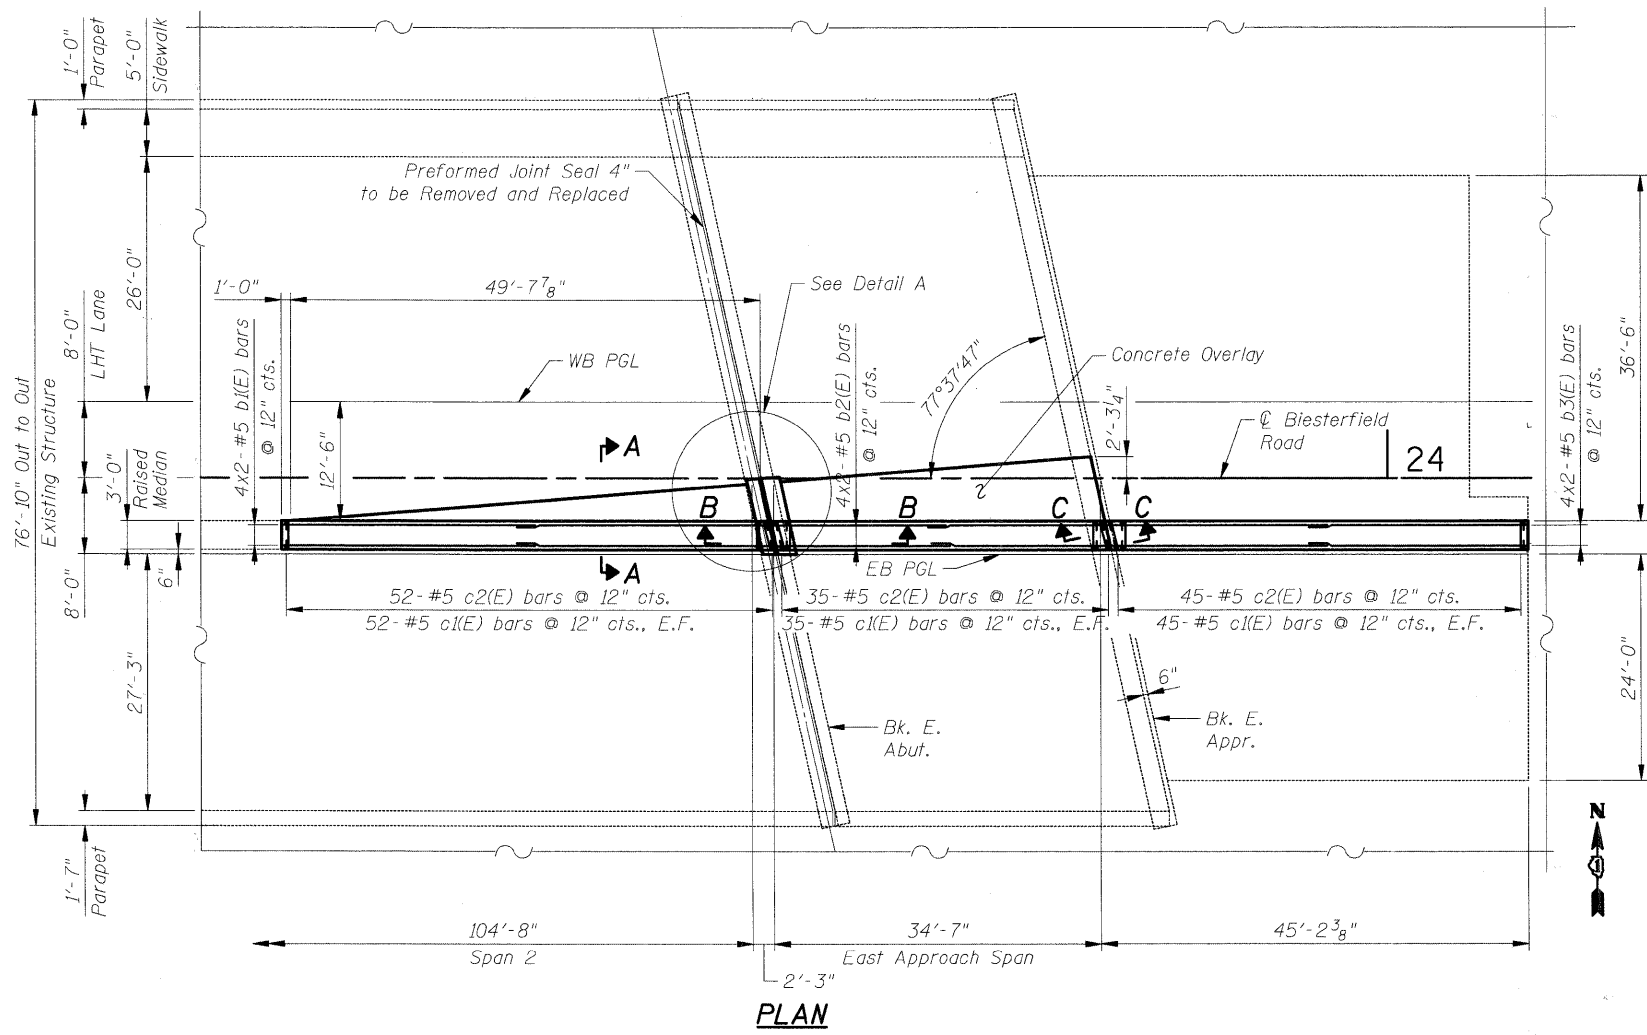 1'-0"
Parapet
5'-0"
Sidewalk
Preformed Joint Seal 4"
to be Removed and Replaced
1'-0"
49'-7⅞"
See Detail A
8'-0"
LHT Lane
26'-0"
4x2-#5 b1(E) bars
@ 12" cts.
WB PGL
12'-6"
4x2-#5 b2(E) bars
@ 12" cts.
77°37'47"
Concrete Overlay
2'-3¼"
℄ Biesterfield
Road
24
4x2-#5 b3(E) bars
@ 12" cts.
36'-6"
76'-10" Out to Out
Existing Structure
3'-0"
Raised
Median
A
B
B
C
C
EB PGL
A
8'-0"
6"
52-#5 c2(E) bars @ 12" cts.
52-#5 c1(E) bars @ 12" cts., E.F.
35-#5 c2(E) bars @ 12" cts.
35-#5 c1(E) bars @ 12" cts., E.F.
45-#5 c2(E) bars @ 12" cts.
45-#5 c1(E) bars @ 12" cts., E.F.
27'-3"
24'-0"
6"
Bk. E.
Abut.
Bk. E.
Appr.
1'-7"
Parapet
N
1
104'-8"
Span 2
34'-7"
East Approach Span
45'-2⅜"
2'-3"
PLAN